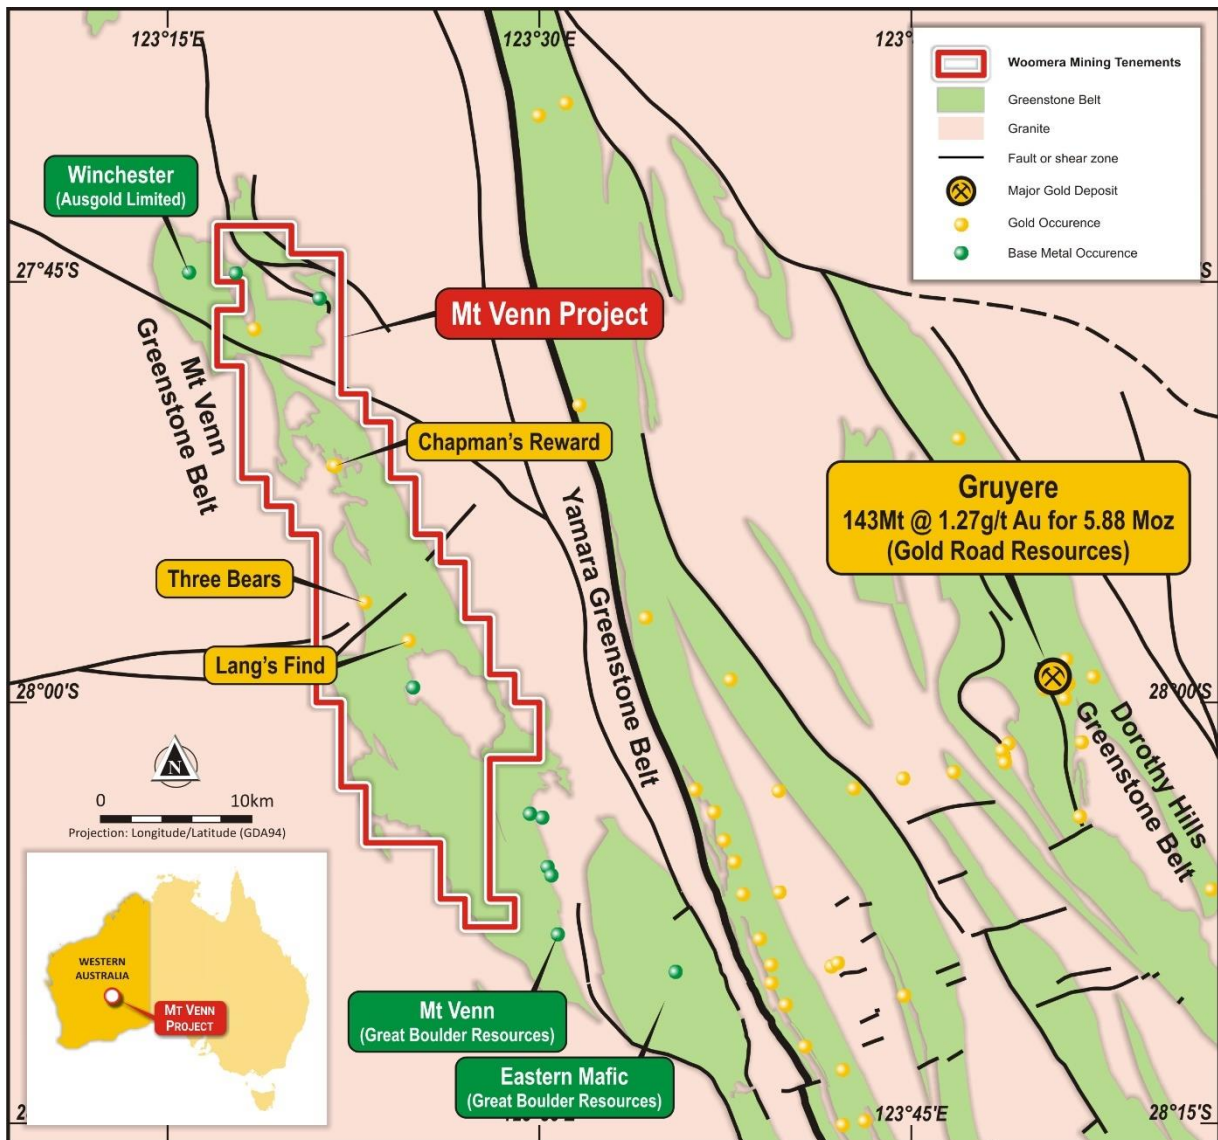 123°15'E
123°30'E
123°
Woomera Mining Tenements
Greenstone Belt
Granite
Fault or shear zone
Major Gold Deposit
Gold Occurence
Base Metal Occurence
Winchester
(Ausgold Limited)
27°45'S
Mt Venn Project
Mt Venn
Greenstone Belt
Chapman's Reward
Gruyere
143Mt @ 1.27g/t Au for 5.88 Moz
(Gold Road Resources)
Three Bears
Yamara Greenstone Belt
Lang's Find
28°00'S
28°00'S
Dorothy Hills
Greenstone Belt
N
0 10km
Projection: Longitude/Latitude (GDA94)
WESTERN
AUSTRALIA
MT VENN
PROJECT
Mt Venn
(Great Boulder Resources)
Eastern Mafic
(Great Boulder Resources)
123°45'E
28°15'S